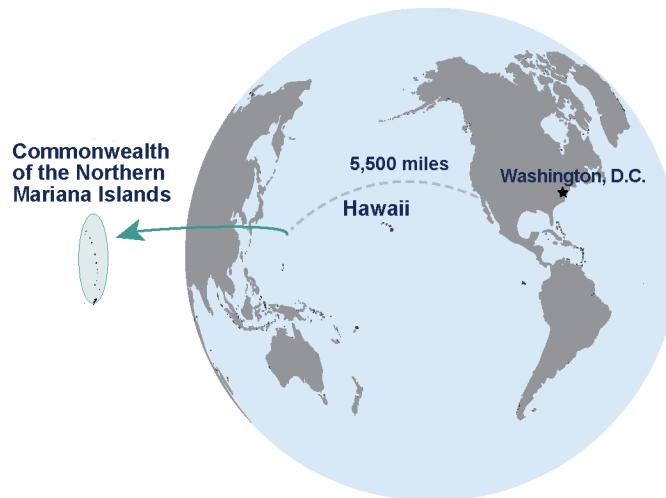 Commonwealth
of the Northern
Mariana Islands
5,500 miles
Hawaii
Washington, D.C.